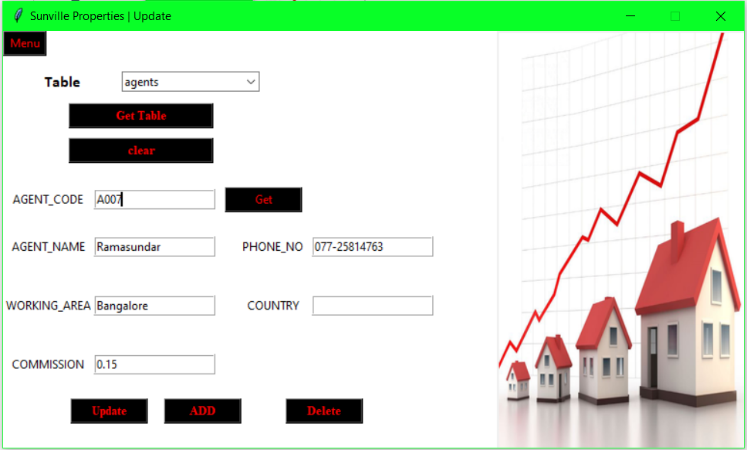 Sunville Properties | Update
Menu
Table agents
Get Table
clear
AGENT_CODE A007 Get
AGENT_NAME Ramasundar PHONE_NO 077-25814763
WORKING_AREA Bangalore COUNTRY
COMMISSION 0.15
Update ADD Delete